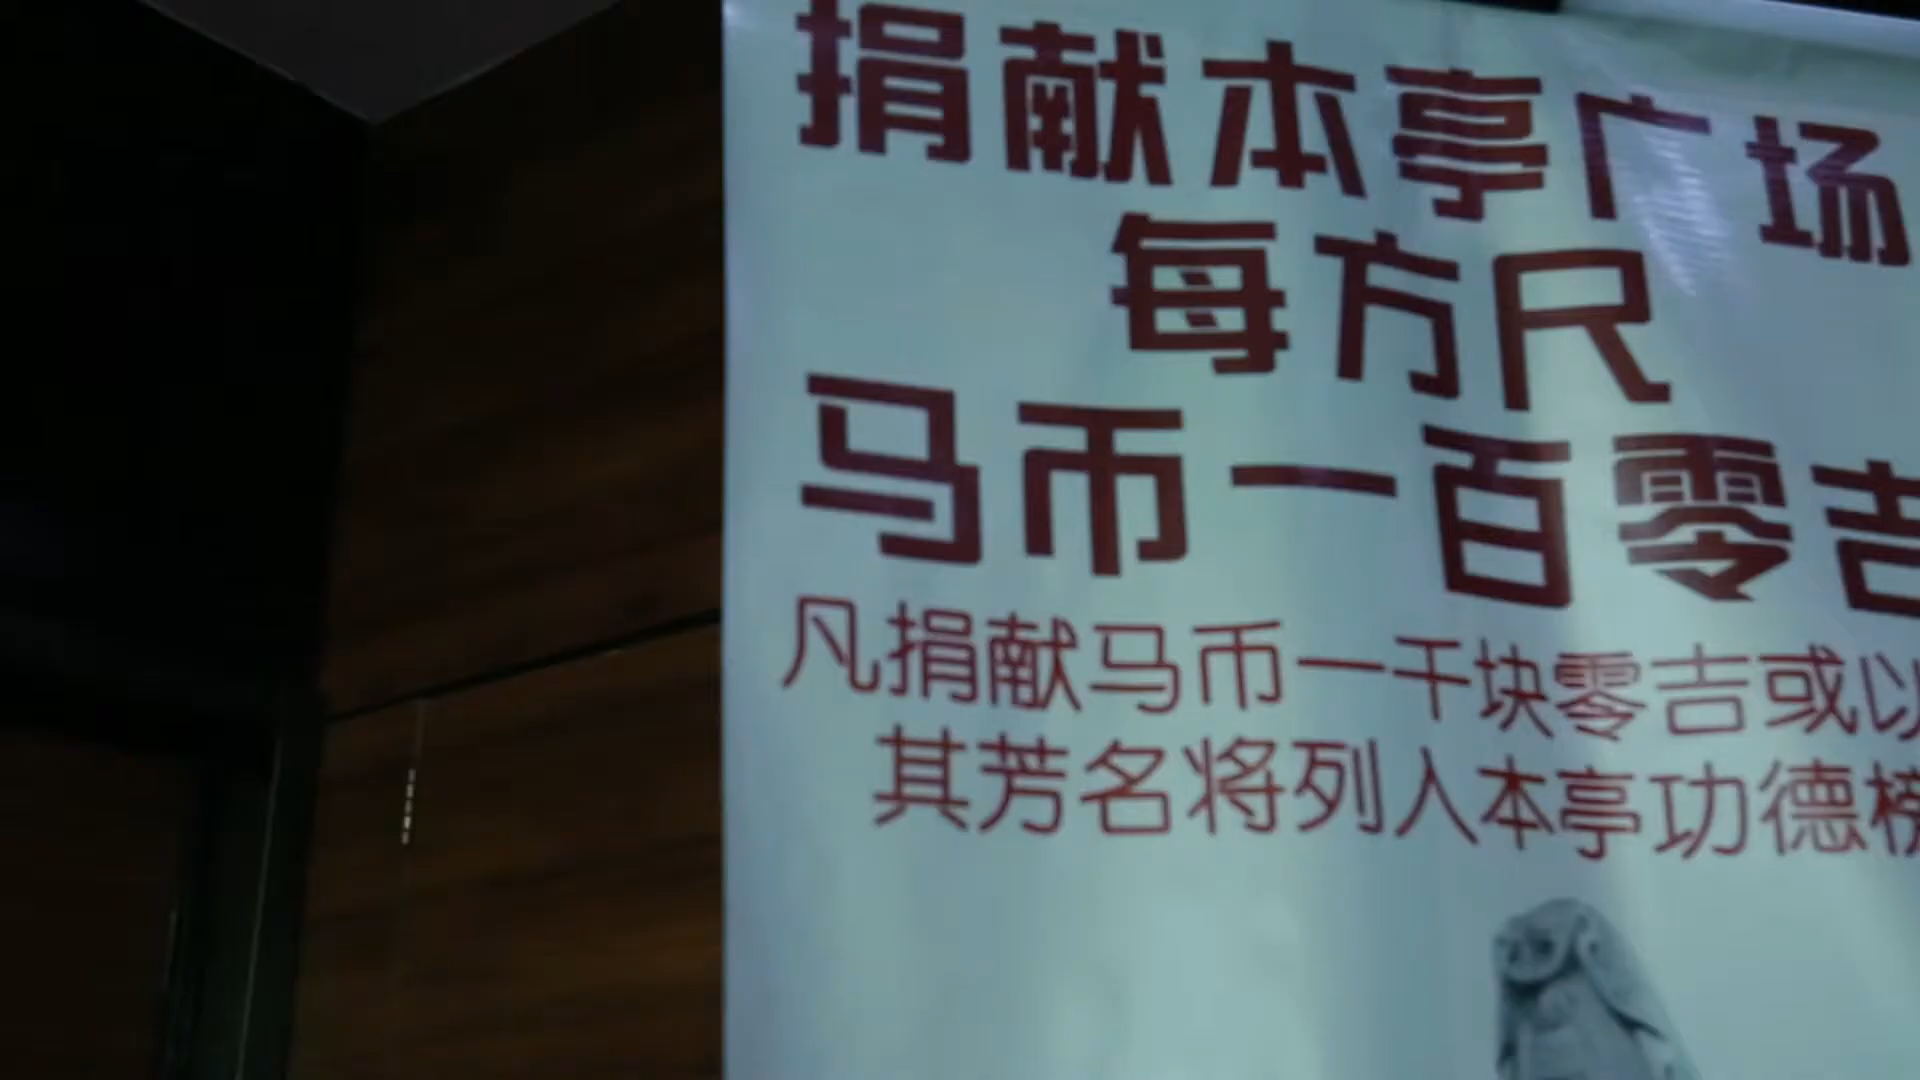 捐献本亭广场
每方尺
马币一百零吉
凡捐献马币一千块零吉或以
其芳名将列入本亭功德榜